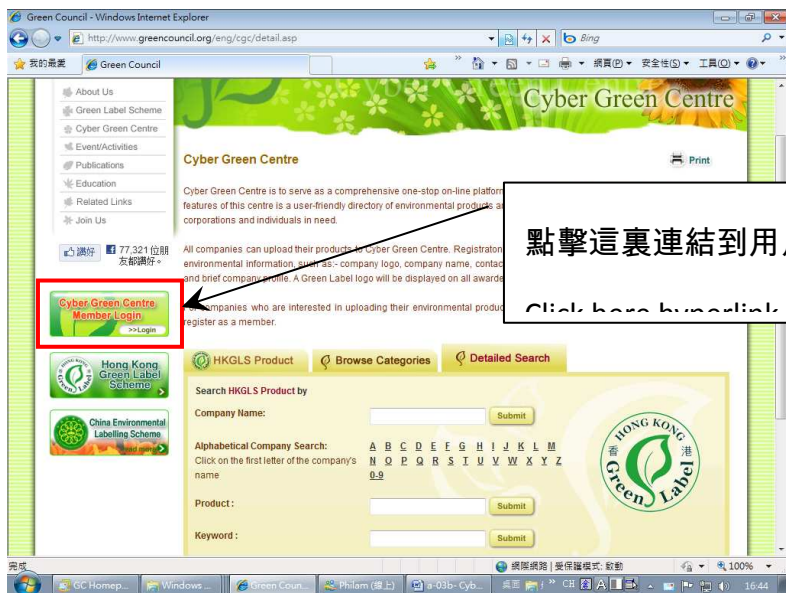 Green Council - Windows Internet Explorer
http://www.greencouncil.org/eng/cgc/detail.asp
Bing
我的最愛
Green Council
網頁(P)
安全性(S)
工具(O)
About Us
Green Label Scheme
Cyber Green Centre
Event/Activities
Publications
Education
Related Links
Join Us
讚好
77,321 位朋
友都讚好。
Cyber Green Centre
Member Login
>>Login
Hong Kong
Green Label
Scheme
China Environmental
Labelling Scheme
Read more
Cyber Green Centre
Cyber Green Centre
Print
Cyber Green Centre is to serve as a comprehensive one-stop on-line platform
features of this centre is a user-friendly directory of environmental products
corporations and individuals in need.
All companies can upload their products to Cyber Green Centre. Registraton
environmental information, such as:- company logo, company name, contac
and brief company profile. A Green Label logo will be displayed on all awarde
companies who are interested in uploading their environmental produc
register as a member.
點擊這裏連結到用
Click here hyperlink
HKGLS Product
Browse Categories
Detailed Search
Search HKGLS Product by
Company Name:
Submit
Alphabetical Company Search:
Click on the first letter of the company's
name
A B C D E F G H I J K L M
N O P Q R S T U V W X Y Z
0-9
Product :
Submit
Keyword :
Submit
HONG KONG
香 港
Green Label
完成
網際網路 | 受保護模式: 啟動
100%
GC Homep...
Windows ...
Green Coun...
Philam (線上)
a-03b- Cyb...
桌面
CH
16:44